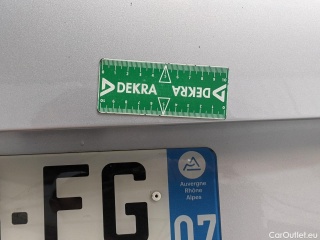 DEKRA DEKRA
FG
Auvergne
Rhône
Alpes
07
CarOutlet.eu